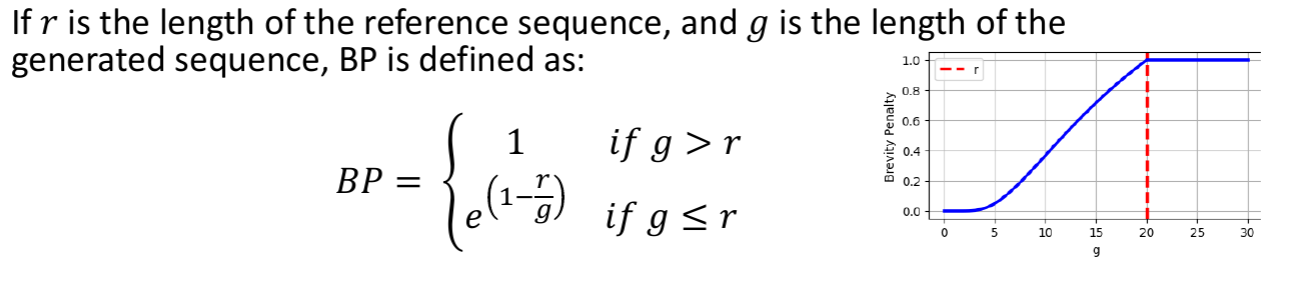 If r is the length of the reference sequence, and g is the length of the
generated sequence, BP is defined as:
BP = { 1 if g > r
e^(1−r/g) if g ≤ r
r
Brevity Penalty
1.0
0.8
0.6
0.4
0.2
0.0
0 5 10 15 20 25 30
g